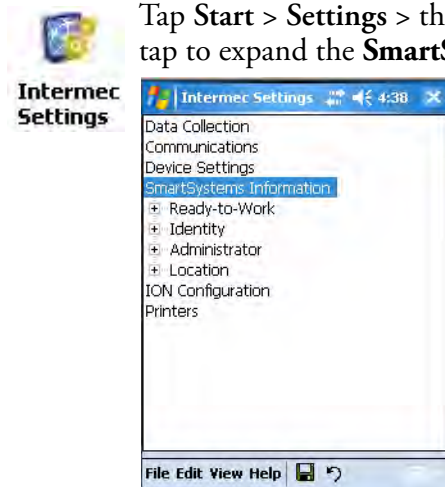 Tap Start > Settings > th
tap to expand the SmartS
Intermec
Settings
Intermec Settings 4:38
Data Collection
Communications
Device Settings
SmartSystems Information
Ready-to-Work
Identity
Administrator
Location
ION Configuration
Printers
File Edit View Help